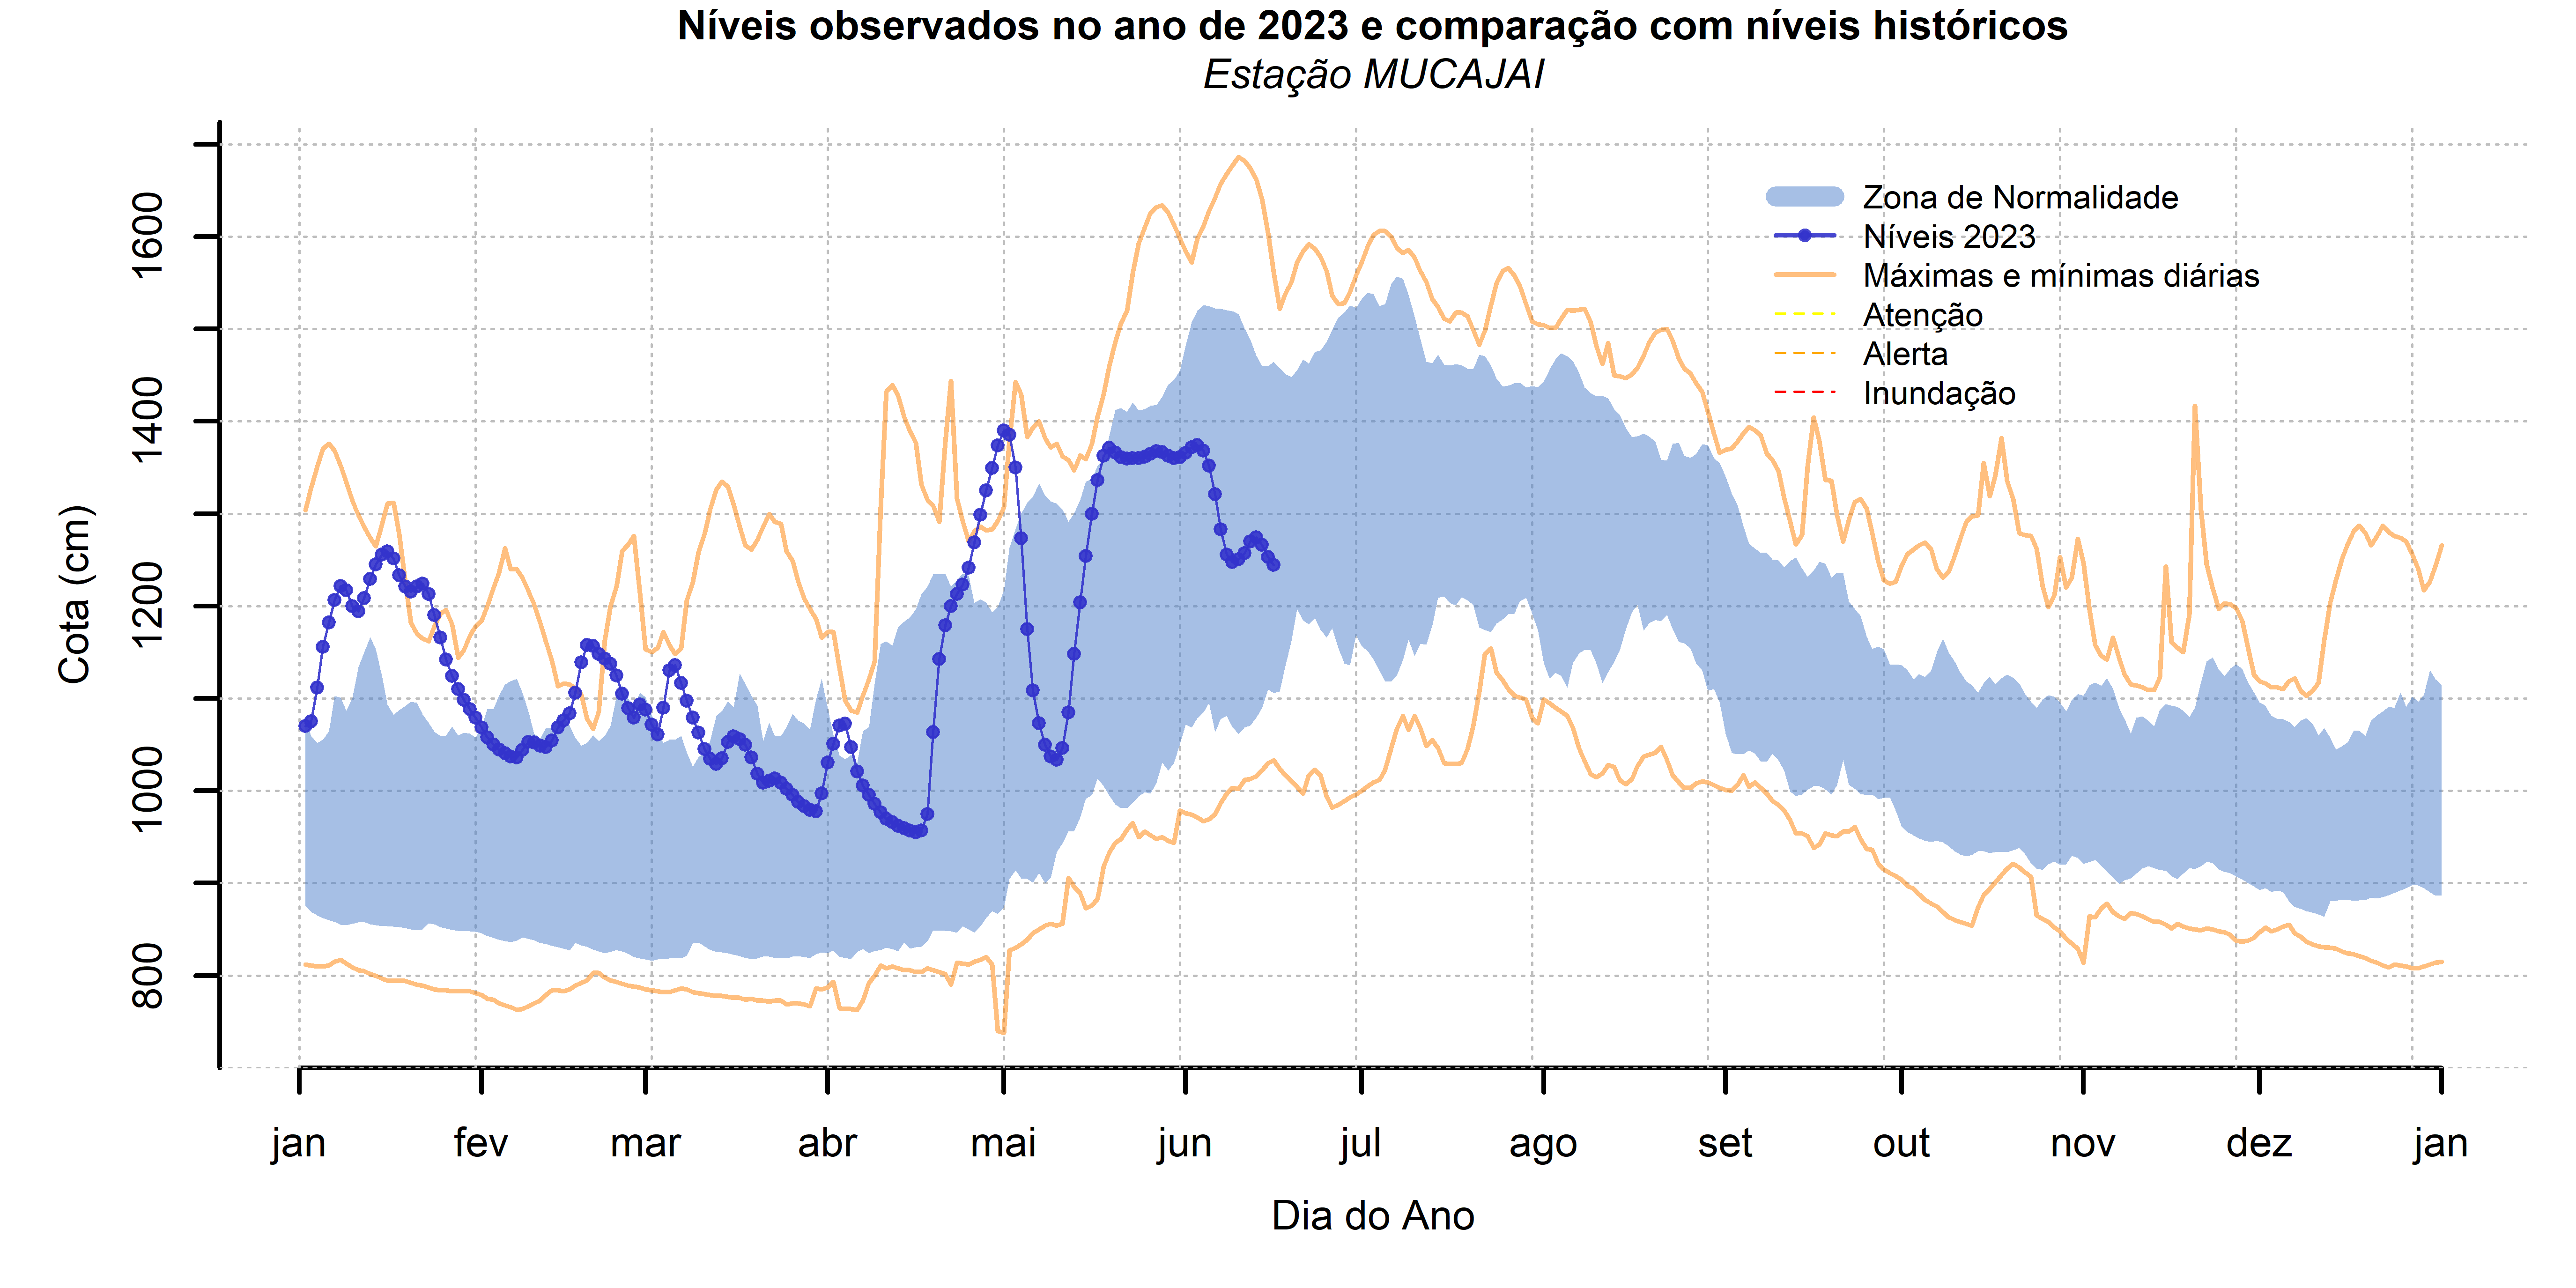 Níveis observados no ano de 2023 e comparação com níveis históricos
Estação MUCAJAI
Zona de Normalidade
Níveis 2023
Máximas e mínimas diárias
Atenção
Alerta
Inundação
Cota (cm)
1600
1400
1200
1000
800
jan fev mar abr mai jun jul ago set out nov dez jan
Dia do Ano